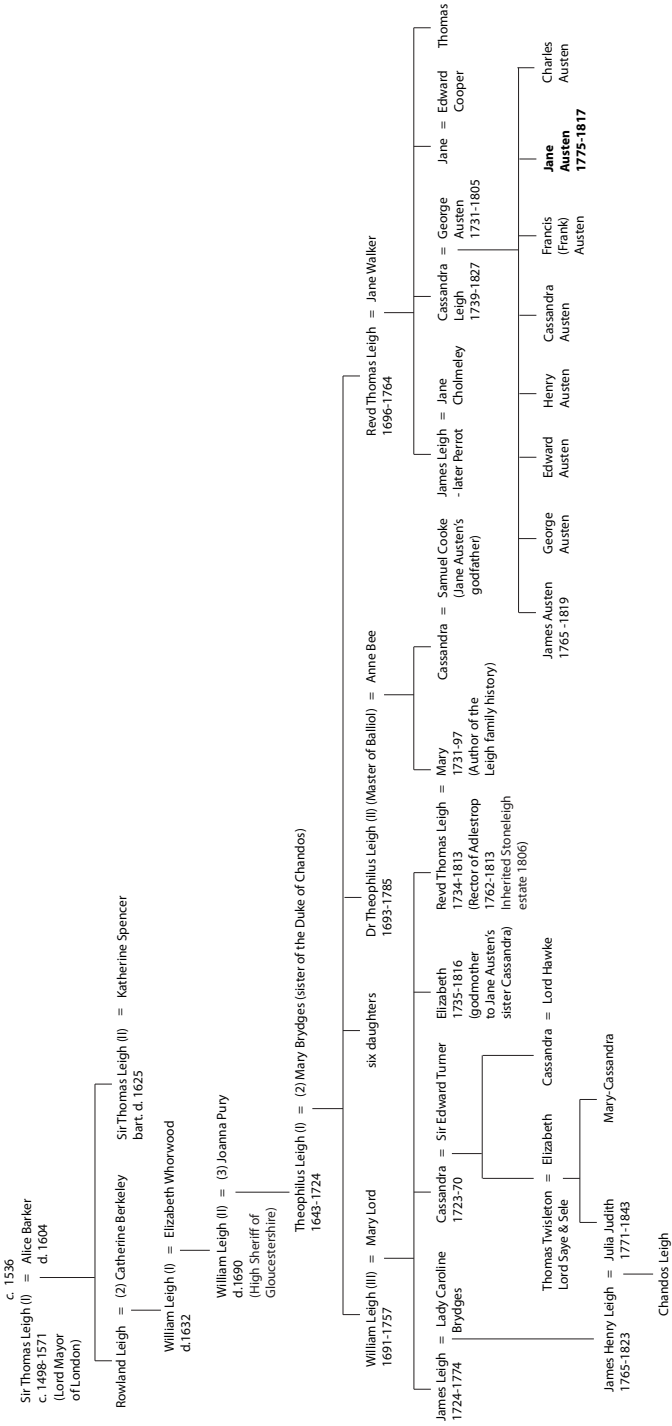 c. 1536
Sir Thomas Leigh (I) = Alice Barker
c. 1498-1571
d. 1604
(Lord Mayor
of London)
Rowland Leigh = (2) Catherine Berkeley
Sir Thomas Leigh (II) = Katherine Spencer
bart. d. 1625
William Leigh (I) = Elizabeth Whorwood
d.1632
William Leigh (II) = (3) Joanna Pury
d.1690
(High Sheriff of
Gloucestershire)
Theophilus Leigh (I) = (2) Mary Brydges (sister of the Duke of Chandos)
1643-1724
William Leigh (III) = Mary Lord
1691-1757
six daughters
Dr Theophilus Leigh (II) (Master of Balliol) = Anne Bee
1693-1785
Revd Thomas Leigh = Jane Walker
1696-1764
James Leigh = Lady Caroline
Brydges
1724-1774
Cassandra = Sir Edward Turner
1723-70
Elizabeth
1735-1816
(godmother
to Jane Austen's
sister Cassandra)
Revd Thomas Leigh = Mary
1734-1813
(Rector of Adlestrop
1762-1813
Inherited Stoneleigh
estate 1806)
1731-97
(Author of the
Leigh family history)
Cassandra = Samuel Cooke
(Jane Austen's
godfather)
James Leigh = Jane
- later Perrot
Cholmeley
Cassandra = George
Leigh
Austen
1739-1827
1731-1805
Jane = Edward
Cooper
Thomas
Thomas Twisleton = Elizabeth
Lord Saye & Sele
Cassandra = Lord Hawke
James Austen
1765 -1819
George
Austen
Edward
Austen
Henry
Austen
Cassandra
Austen
Francis
(Frank)
Austen
Jane
Austen
1775-1817
Charles
Austen
James Henry Leigh = Julia Judith
1765-1823
1771-1843
Mary-Cassandra
Chandos Leigh